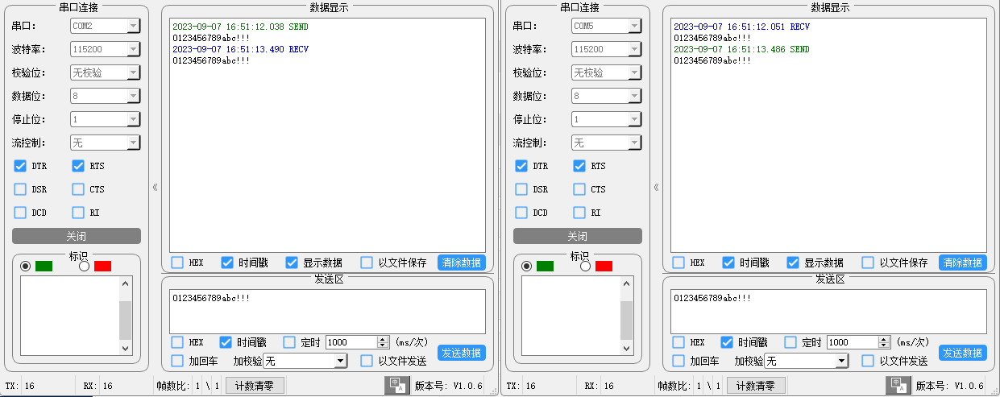 串口连接
串口： COM2
波特率： 115200
校验位： 无校验
数据位： 8
停止位： 1
流控制： 无
DTR RTS
DSR CTS
DCD RI
关闭
标识
数据显示
2023-09-07 16:51:12.038 SEND
0123456789abc!!!
2023-09-07 16:51:13.490 RECV
0123456789abc!!!
HEX 时间戳 显示数据 以文件保存 清除数据
发送区
0123456789abc!!!
HEX 时间戳 定时 1000 (ms/次)
加回车 加校验 无 以文件发送 发送数据
TX: 16 RX: 16 帧数比: 1 \ 1 计数清零 中A 版本号: V1.0.6
串口连接
串口： COM5
波特率： 115200
校验位： 无校验
数据位： 8
停止位： 1
流控制： 无
DTR RTS
DSR CTS
DCD RI
关闭
标识
数据显示
2023-09-07 16:51:12.051 RECV
0123456789abc!!!
2023-09-07 16:51:13.486 SEND
0123456789abc!!!
HEX 时间戳 显示数据 以文件保存 清除数据
发送区
0123456789abc!!!
HEX 时间戳 定时 1000 (ms/次)
加回车 加校验 无 以文件发送 发送数据
TX: 16 RX: 16 帧数比: 1 \ 1 计数清零 中A 版本号: V1.0.6